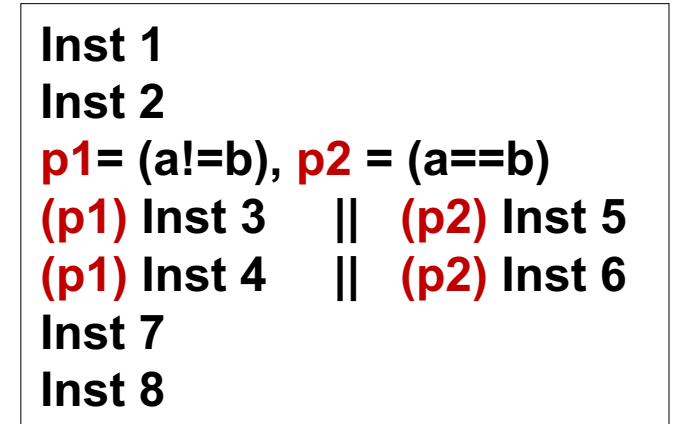 Inst 1
Inst 2
p1= (a!=b), p2 = (a==b)
(p1) Inst 3 || (p2) Inst 5
(p1) Inst 4 || (p2) Inst 6
Inst 7
Inst 8